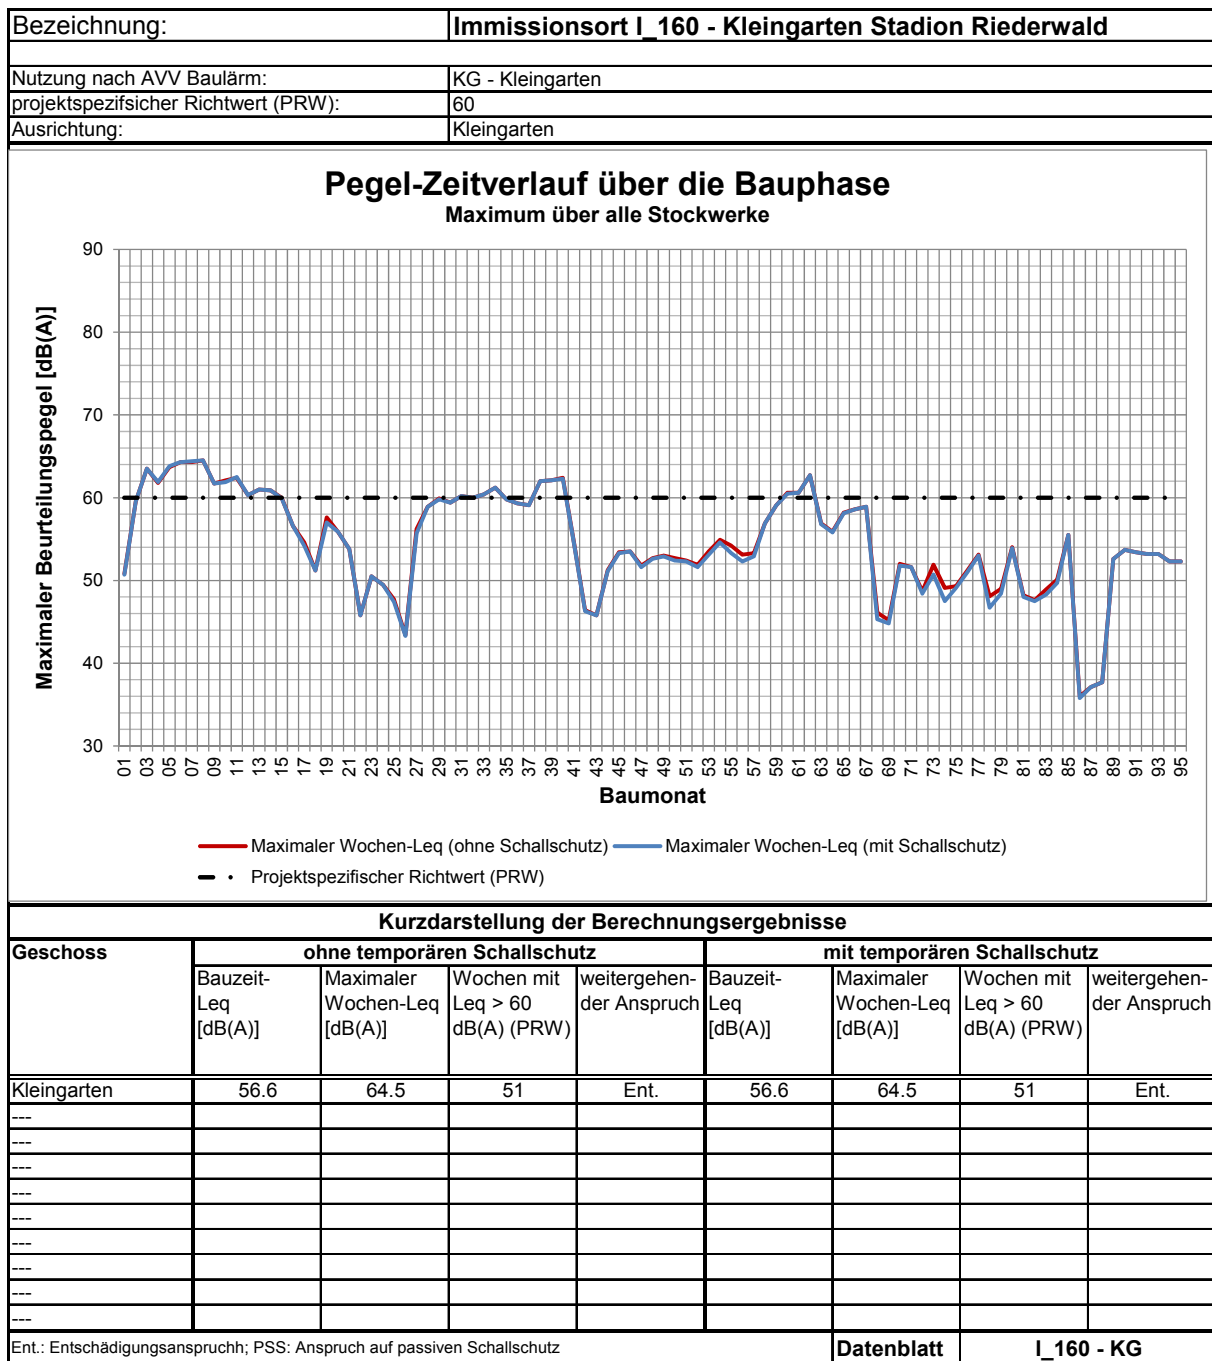 Bezeichnung: Immissionsort I_160 - Kleingarten Stadion Riederwald
Nutzung nach AVV Baulärm: KG - Kleingarten
projektspezifsicher Richtwert (PRW): 60
Ausrichtung: Kleingarten
Pegel-Zeitverlauf über die Bauphase
Maximum über alle Stockwerke
Maximaler Beurteilungspegel [dB(A)]
90
80
70
60
50
40
30
01 03 05 07 09 11 13 15 17 19 21 23 25 27 29 31 33 35 37 39 41 43 45 47 49 51 53 55 57 59 61 63 65 67 69 71 73 75 77 79 81 83 85 87 89 91 93 95
Baumonat
Maximaler Wochen-Leq (ohne Schallschutz) Maximaler Wochen-Leq (mit Schallschutz)
Projektspezifischer Richtwert (PRW)
Kurzdarstellung der Berechnungsergebnisse
Geschoss ohne temporären Schallschutz mit temporären Schallschutz
Bauzeit- Maximaler Wochen mit weitergehen- Bauzeit- Maximaler Wochen mit weitergehen-
Leq Wochen-Leq Leq > 60 der Anspruch Leq Wochen-Leq Leq > 60 der Anspruch
[dB(A)] [dB(A)] dB(A) (PRW) [dB(A)] [dB(A)] dB(A) (PRW)
Kleingarten 56.6 64.5 51 Ent. 56.6 64.5 51 Ent.
---
---
---
---
---
---
---
---
---
Ent.: Entschädigungsanspruchh; PSS: Anspruch auf passiven Schallschutz Datenblatt I_160 - KG